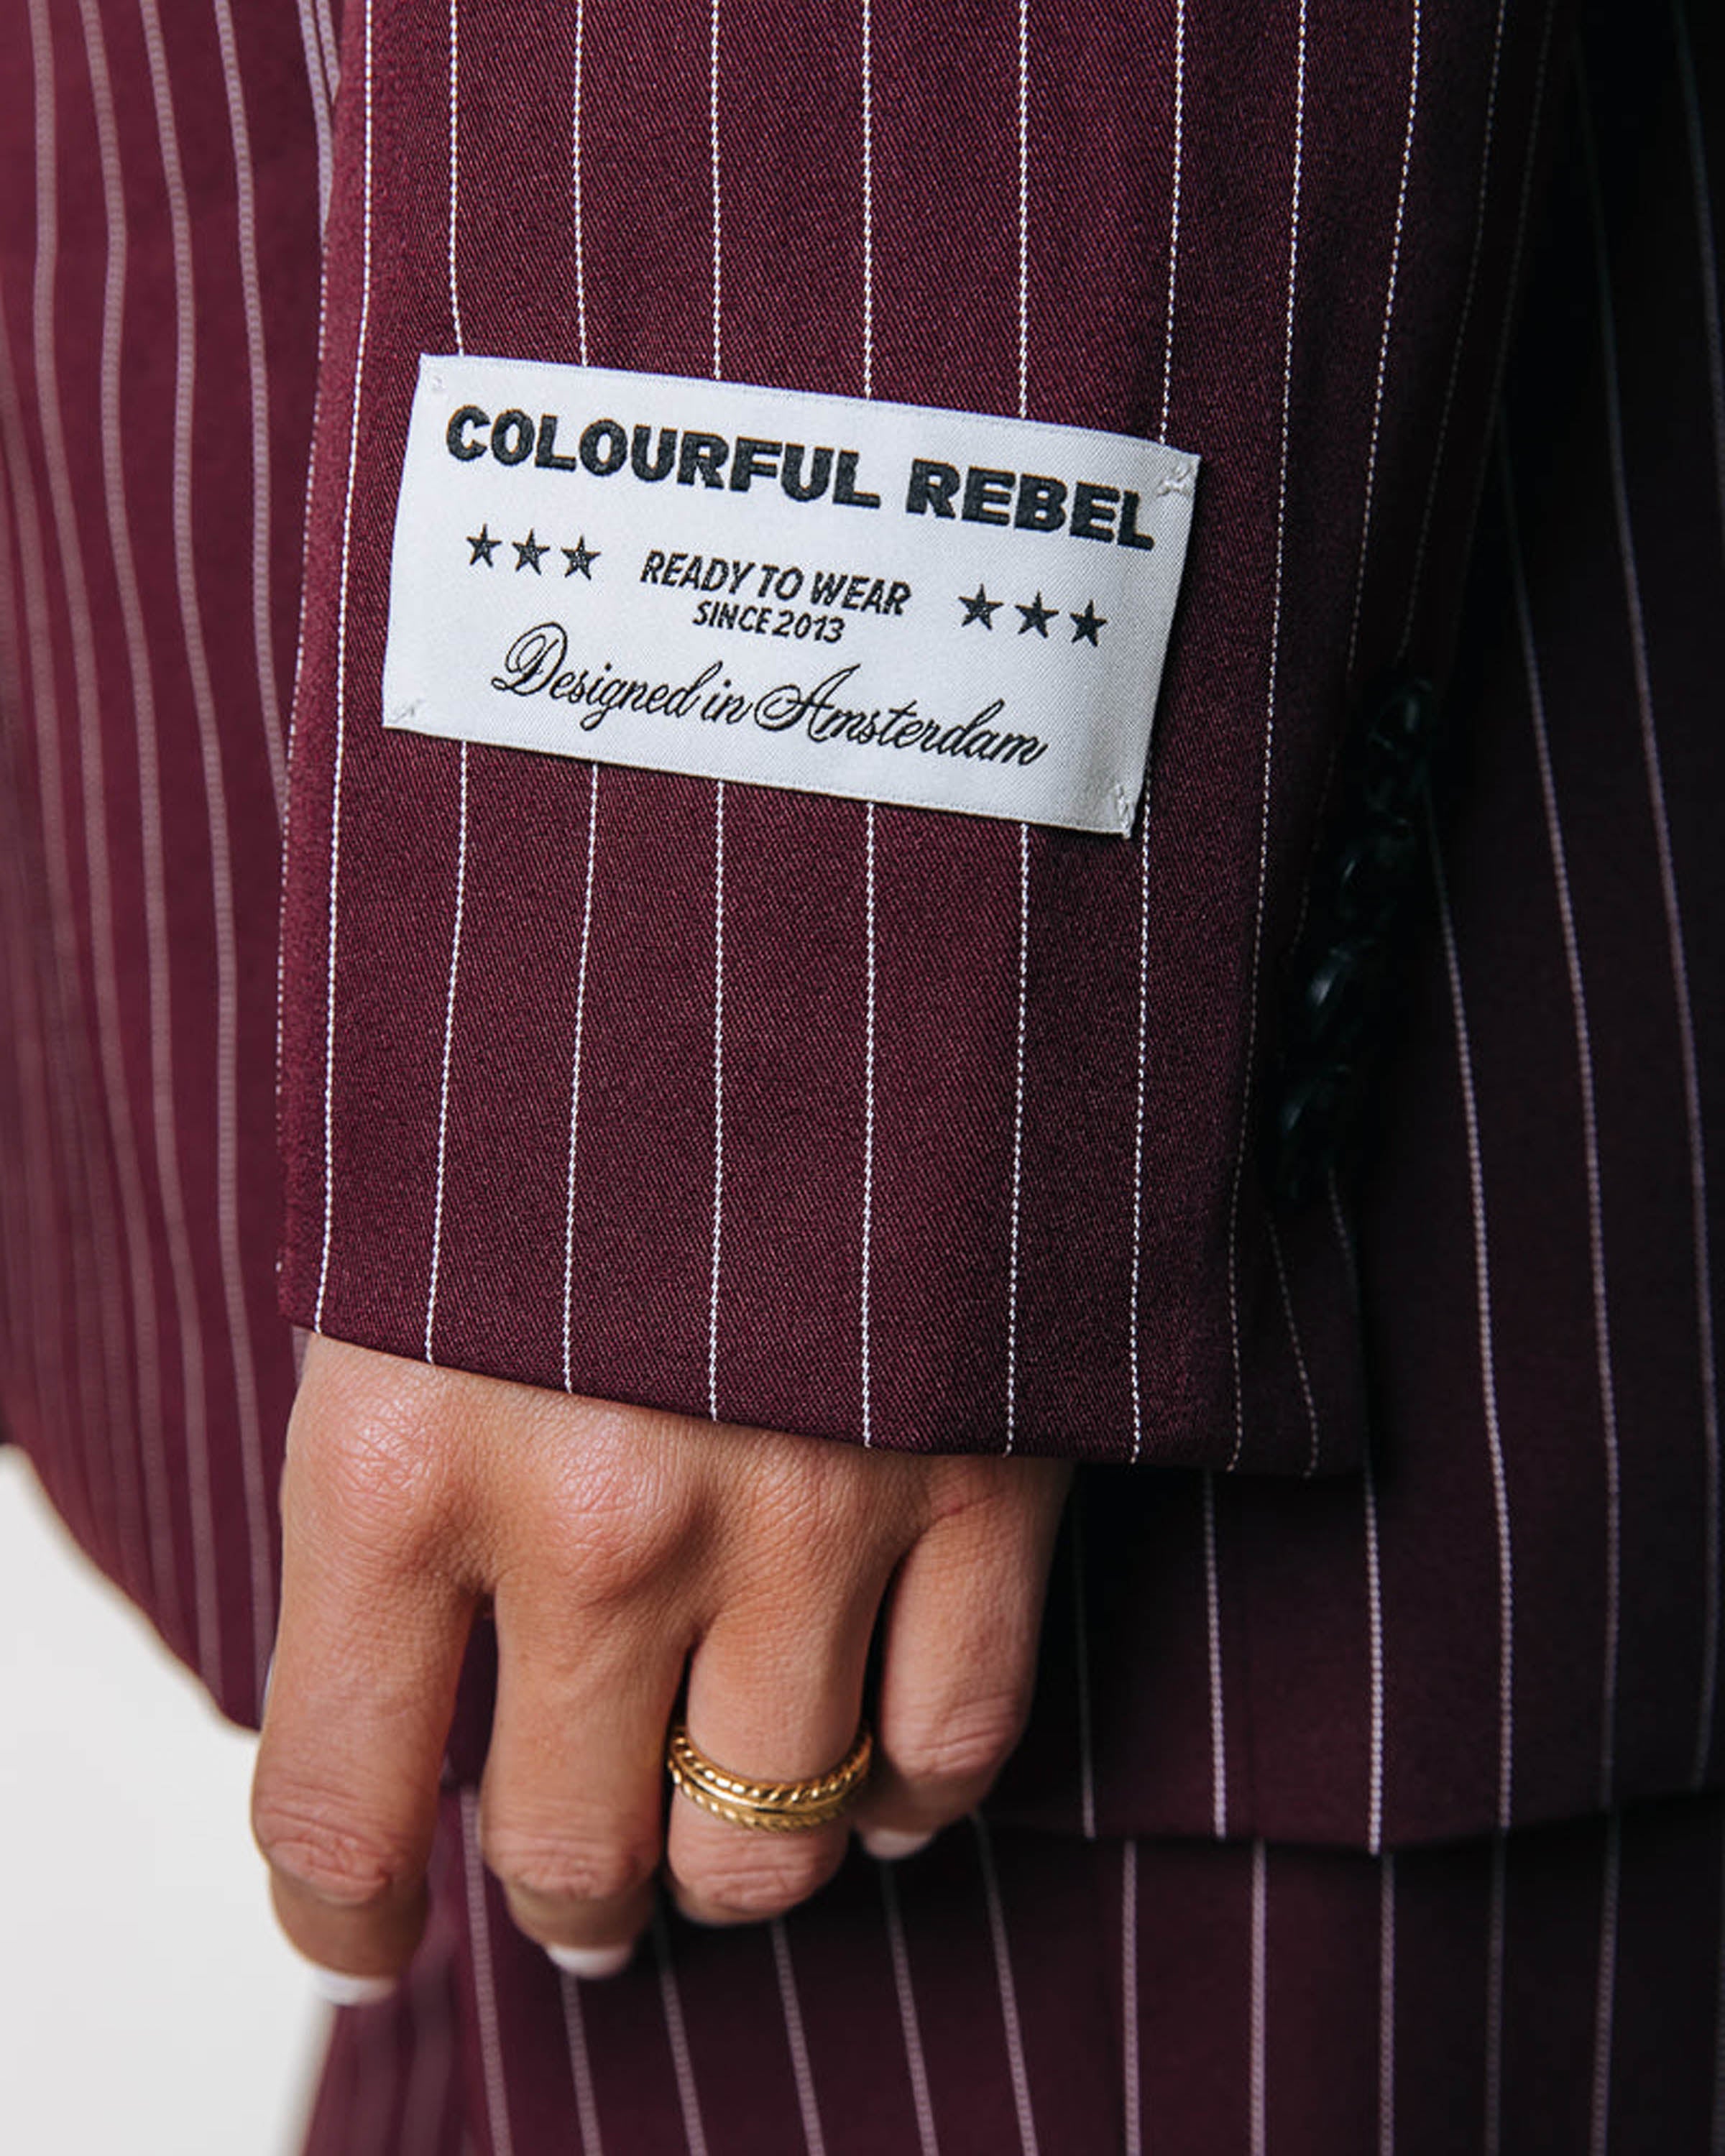 COLOURFUL REBEL
★★★ READY TO WEAR ★★★
SINCE 2013
Designed in Amsterdam